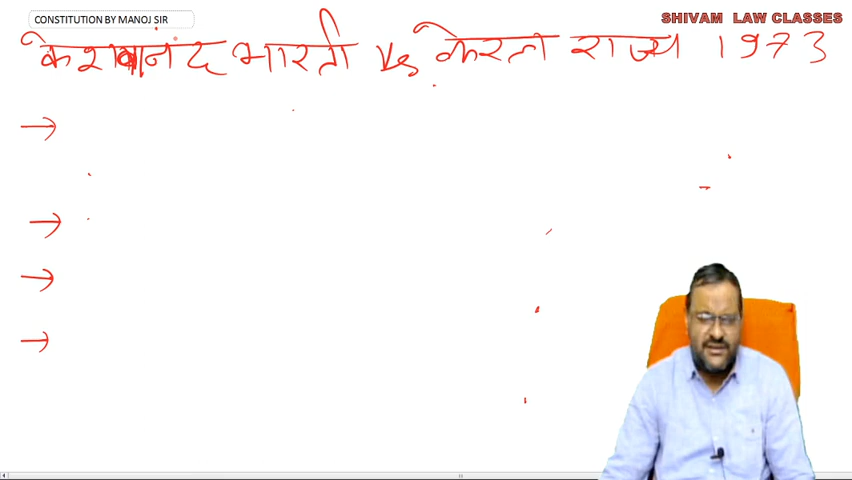 CONSTITUTION BY MANOJ SIR
SHIVAM LAW CLASSES
केशवानंद भारती Vs केरल राज्य 1973